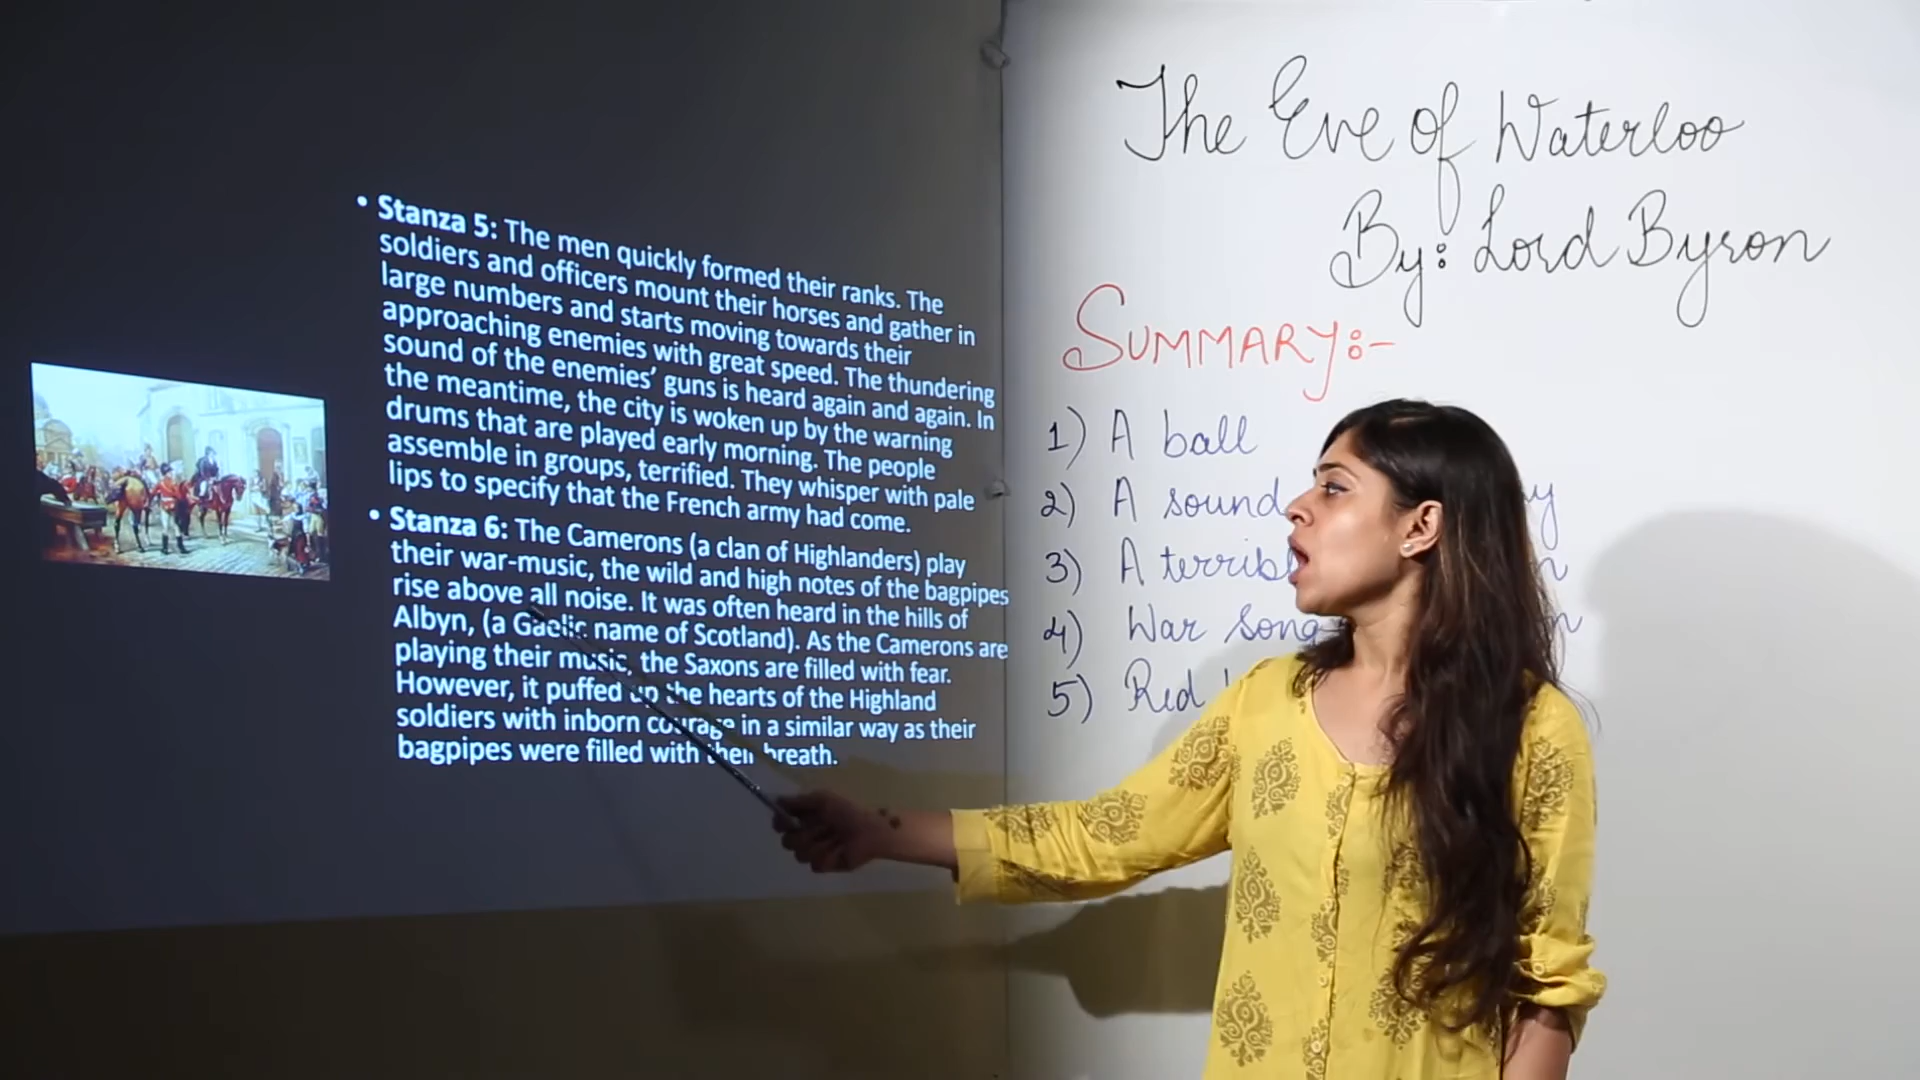 • Stanza 5: The men quickly formed their ranks. The
soldiers and officers mount their horses and gather in
large numbers and starts moving towards their
approaching enemies with great speed. The thundering
sound of the enemies' guns is heard again and again. In
the meantime, the city is woken up by the warning
drums that are played early morning. The people
assemble in groups, terrified. They whisper with pale
lips to specify that the French army had come.
• Stanza 6: The Camerons (a clan of Highlanders) play
their war-music, the wild and high notes of the bagpipes
rise above all noise. It was often heard in the hills of
Albyn, (a Gaelic name of Scotland). As the Camerons are
playing their music, the Saxons are filled with fear.
However, it puffed up the hearts of the Highland
soldiers with inborn courage in a similar way as their
bagpipes were filled with their breath.
The Eve of Waterloo
By: Lord Byron
SUMMARY:-
1) A ball
2) A sound
3) A
4) War
5) Red